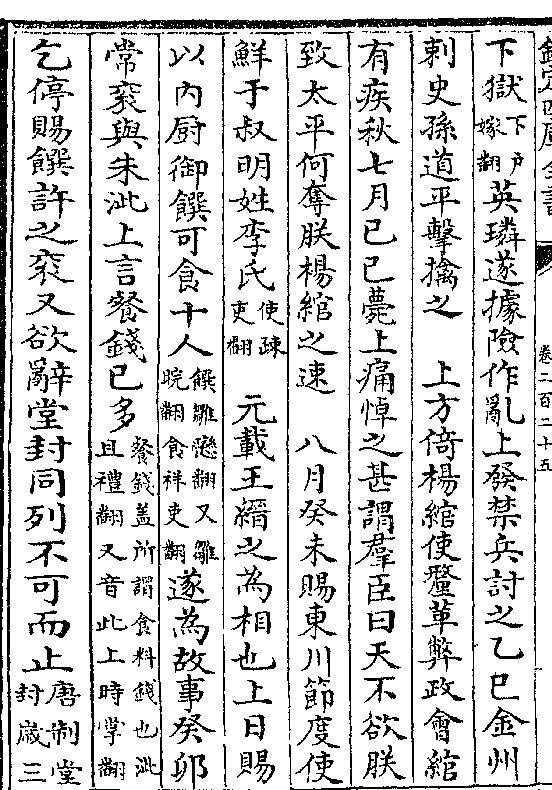 欽定四庫全書
卷二百二十五
下獄下戸嫁翻英璘遂據險作亂上發禁兵討之乙巳金州
刺史孫道平擊擒之　上方倚楊綰使釐革弊政會綰
有疾秋七月己巳薨上痛悼之甚謂羣臣曰天不欲朕
致太平何奪朕楊綰之速　八月癸未賜東川節度使
鮮于叔明姓李氏使疎吏翻　元載王縉之為相也上日賜
以內厨御饌可食十人饌雛戀翻又雛睆翻食祥吏翻遂為故事癸卯
常衮與朱泚上言餐錢已多餐錢盖所謂食料錢也泚且禮翻又音此上時掌翻
乞停賜饌許之衮又欲辭堂封同列不可而止唐制堂封歲三